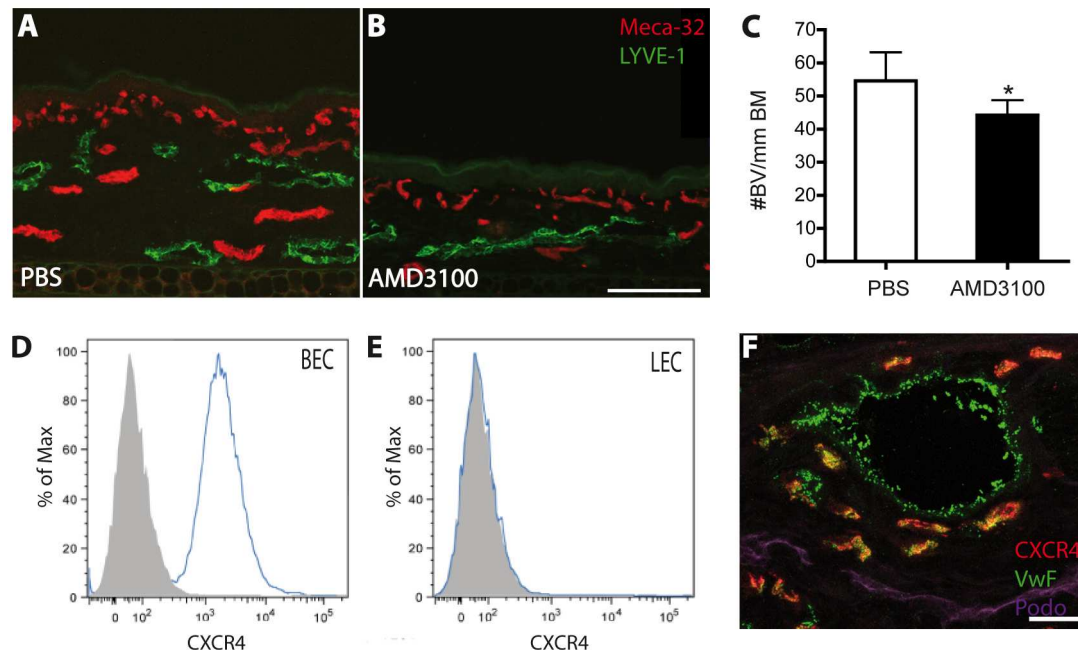 A
B
Meca-32
LYVE-1
PBS
AMD3100
C
#BV/mm BM
70
60
50
40
30
20
10
0
*
PBS
AMD3100
D
BEC
% of Max
100
80
60
40
20
0
0 10² 10³ 10⁴ 10⁵
CXCR4
E
LEC
% of Max
100
80
60
40
20
0
0 10² 10³ 10⁴ 10⁵
CXCR4
F
CXCR4
VwF
Podo